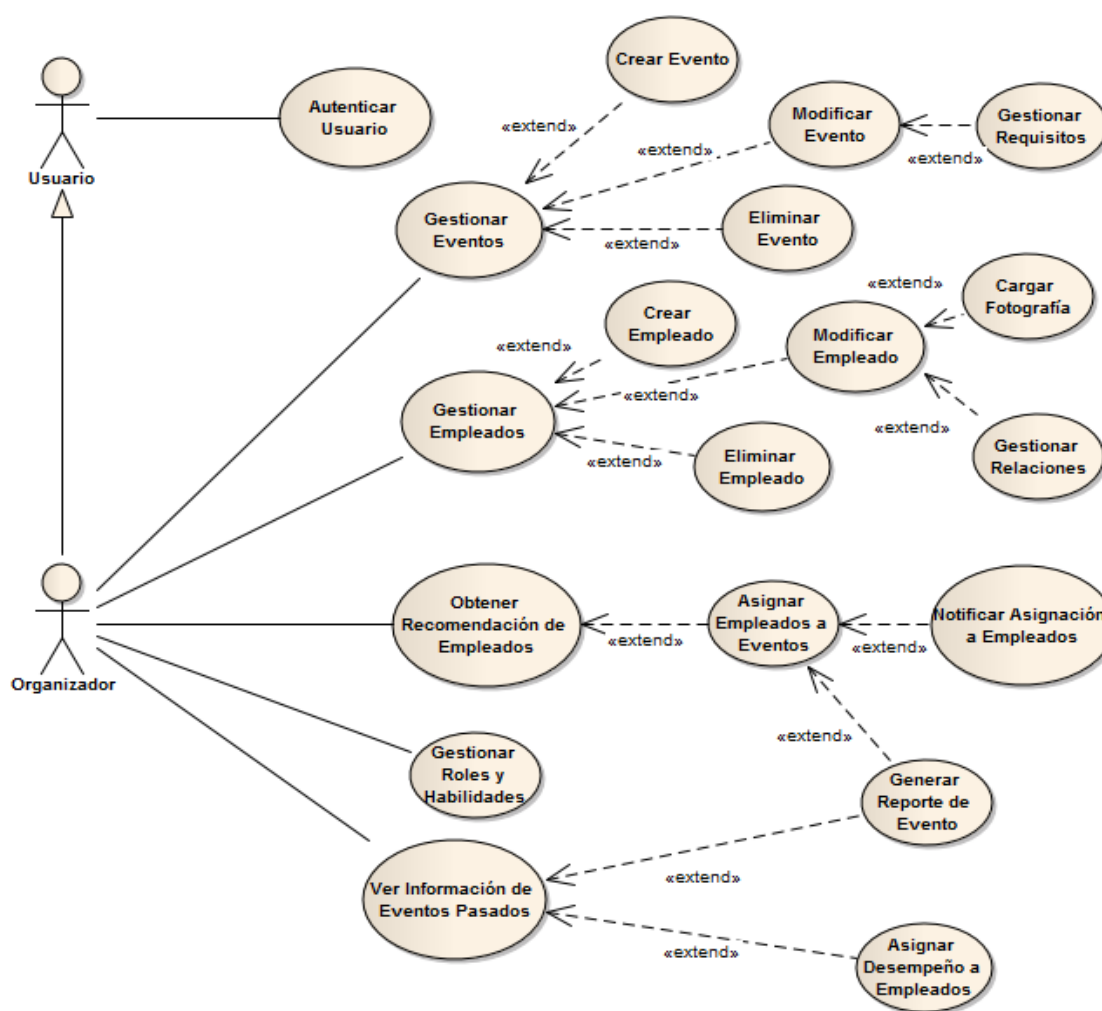 Crear Evento
Usuario
Autenticar
Usuario
«extend»
Modificar
Evento
Gestionar
Requisitos
«extend»
«extend»
Gestionar
Eventos
Eliminar
Evento
«extend»
Crear
Empleado
«extend»
Modificar
Empleado
«extend»
Cargar
Fotografía
Gestionar
Empleados
«extend»
«extend»
Eliminar
Empleado
«extend»
Gestionar
Relaciones
Organizador
Obtener
Recomendación de
Empleados
«extend»
Asignar
Empleados a
Eventos
«extend»
Notificar Asignación
a Empleados
Gestionar
Roles y
Habilidades
«extend»
Generar
Reporte de
Evento
Ver Información de
Eventos Pasados
«extend»
«extend»
Asignar
Desempeño a
Empleados